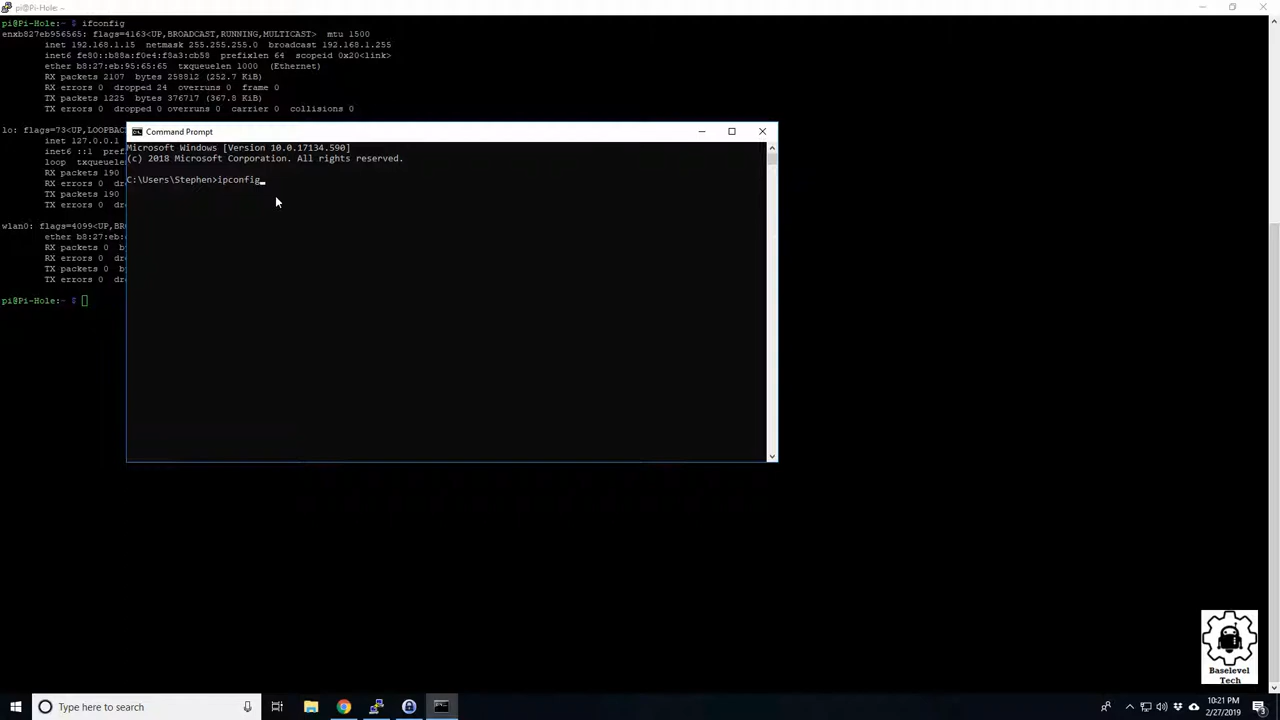 pi@Pi-Hole: ~
pi@Pi-Hole:~ $ ifconfig
enxb827eb956565: flags=4163<UP,BROADCAST,RUNNING,MULTICAST>  mtu 1500
inet 192.168.1.15  netmask 255.255.255.0  broadcast 192.168.1.255
inet6 fe80::b88a:f0e4:f8a3:cb58  prefixlen 64  scopeid 0x20<link>
ether b8:27:eb:95:65:65  txqueuelen 1000  (Ethernet)
RX packets 2107  bytes 258812 (252.7 KiB)
RX errors 0  dropped 24  overruns 0  frame 0
TX packets 1225  bytes 376717 (367.8 KiB)
TX errors 0  dropped 0 overruns 0  carrier 0  collisions 0
lo: flags=73<UP,LOOPBAC
inet 127.0.0.1
inet6 ::1  pref
loop  txqueuele
RX packets 190
RX errors 0  dr
TX packets 190
TX errors 0  dr
wlan0: flags=4099<UP,BR
ether b8:27:eb:
RX packets 0  b
RX errors 0  dr
TX packets 0  b
TX errors 0  dr
pi@Pi-Hole:~ $
Command Prompt
Microsoft Windows [Version 10.0.17134.590]
(c) 2018 Microsoft Corporation. All rights reserved.
C:\Users\Stephen>ipconfig_
Baselevel
Tech
Type here to search
10:21 PM
2/27/2019
3